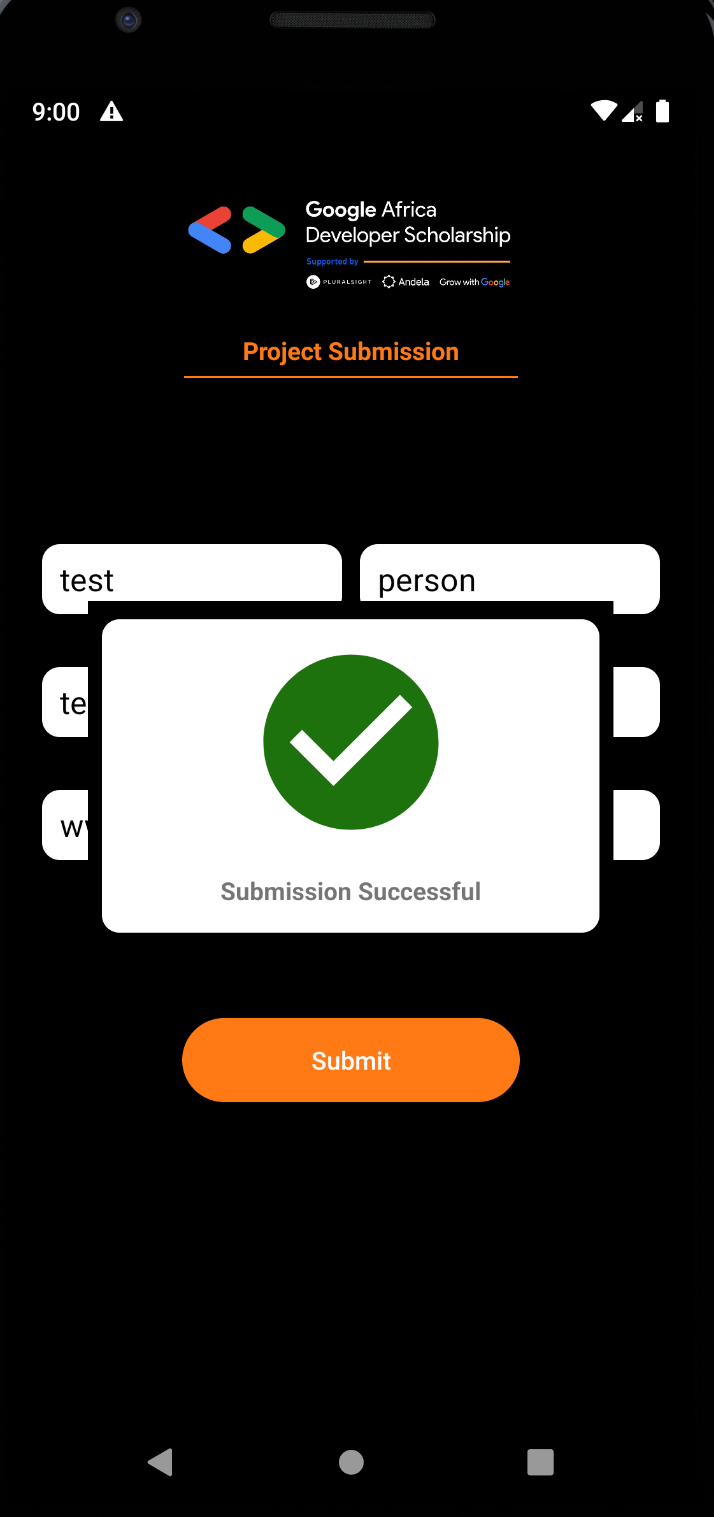 9:00
Google Africa
Developer Scholarship
Supported by
PLURALSIGHT Andela Grow with Google
Project Submission
test person
te
w
Submission Successful
Submit